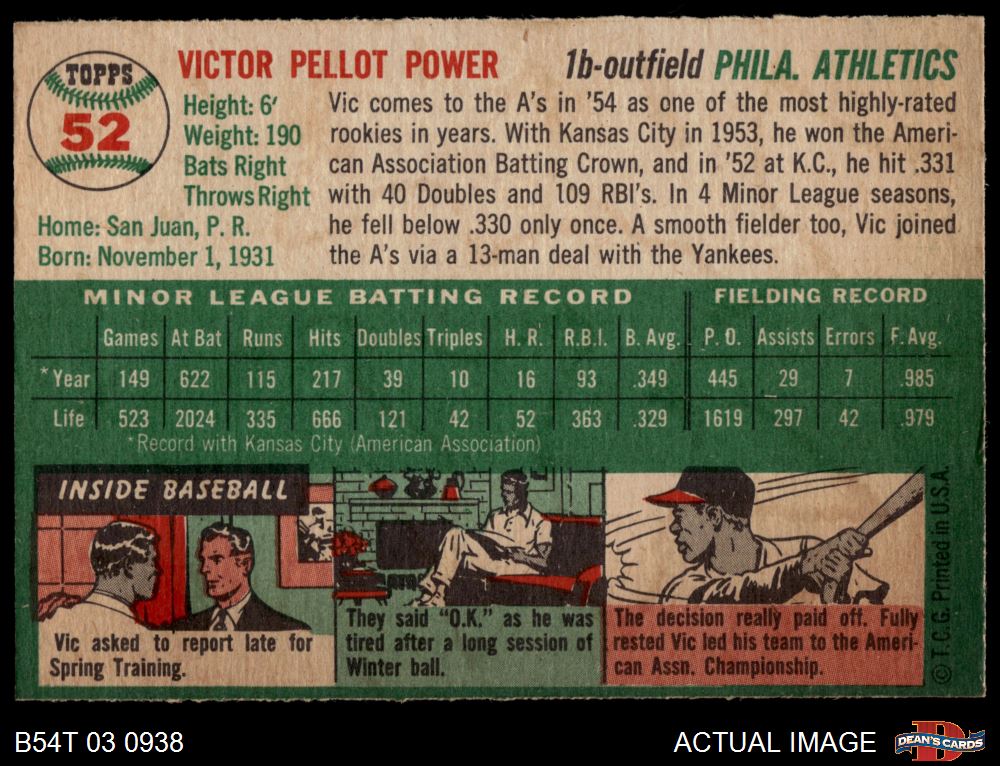 TOPPS
52
VICTOR PELLOT POWER
1b-outfield PHILA. ATHLETICS
Height: 6'
Weight: 190
Bats Right
Throws Right
Home: San Juan, P. R.
Born: November 1, 1931
Vic comes to the A's in '54 as one of the most highly-rated
rookies in years. With Kansas City in 1953, he won the Ameri-
can Association Batting Crown, and in '52 at K.C., he hit .331
with 40 Doubles and 109 RBI's. In 4 Minor League seasons,
he fell below .330 only once. A smooth fielder too, Vic joined
the A's via a 13-man deal with the Yankees.
MINOR LEAGUE BATTING RECORD FIELDING RECORD
Games At Bat Runs Hits Doubles Triples H. R. R.B.I. B. Avg. P. O. Assists Errors F. Avg.
*Year 149 622 115 217 39 10 16 93 .349 445 29 7 .985
Life 523 2024 335 666 121 42 52 363 .329 1619 297 42 .979
*Record with Kansas City (American Association)
INSIDE BASEBALL
Vic asked to report late for
Spring Training.
They said "O.K." as he was
tired after a long session of
Winter ball.
The decision really paid off. Fully
rested Vic led his team to the Ameri-
can Assn. Championship.
© T.C.G. Printed in U.S.A.
B54T 03 0938
ACTUAL IMAGE
DEAN'S CARDS